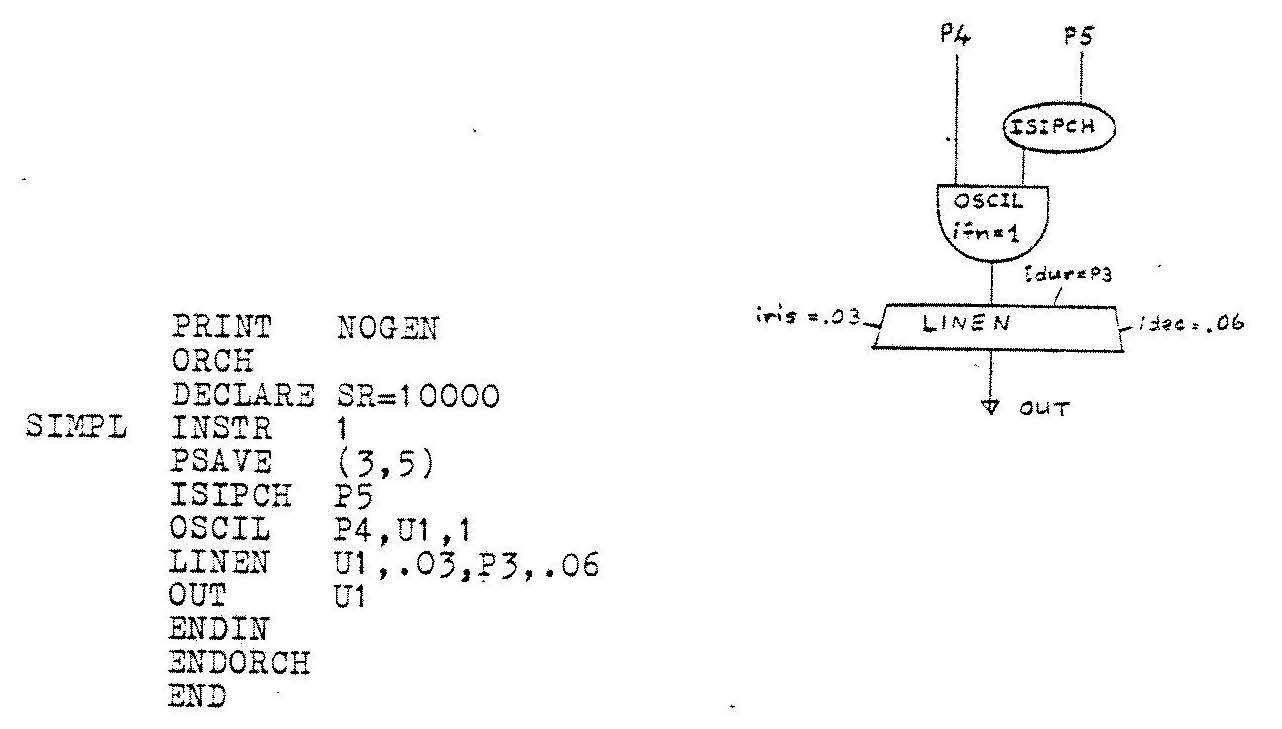 PRINT NOGEN
ORCH
DECLARE SR=10000
SIMPL INSTR 1
PSAVE (3,5)
ISIPCH P5
OSCIL P4,U1,1
LINEN U1,.03,P3,.06
OUT U1
ENDIN
ENDORCH
END
P4 P5
ISIPCH
OSCIL
ifn=1
idur=P3
iris=.03 LINEN idec=.06
OUT